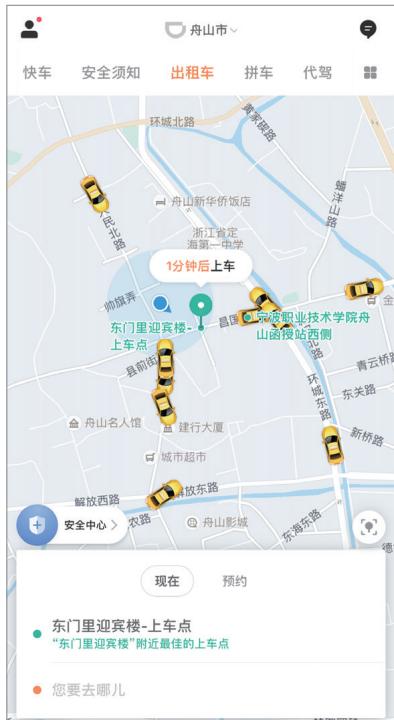 舟山市
快车
安全须知
出租车
拼车
代驾
环城北路
黄家碶路
蟠洋山路
舟山新华侨饭店
人民北路
浙江省定
海第一中学
1分钟后上车
帅旗弄
金
东门里迎宾楼-
上车点
昌国
宁波职业技术学院舟
山函授站西侧
北路
青云桥路
县前街
环城东路
东关路
舟山名人馆
建行大厦
新桥路
城市超市
解放西路
解放东路
安全中心
农路
舟山影城
东海东路
德
现在
预约
东门里迎宾楼-上车点
“东门里迎宾楼”附近最佳的上车点
您要去哪儿